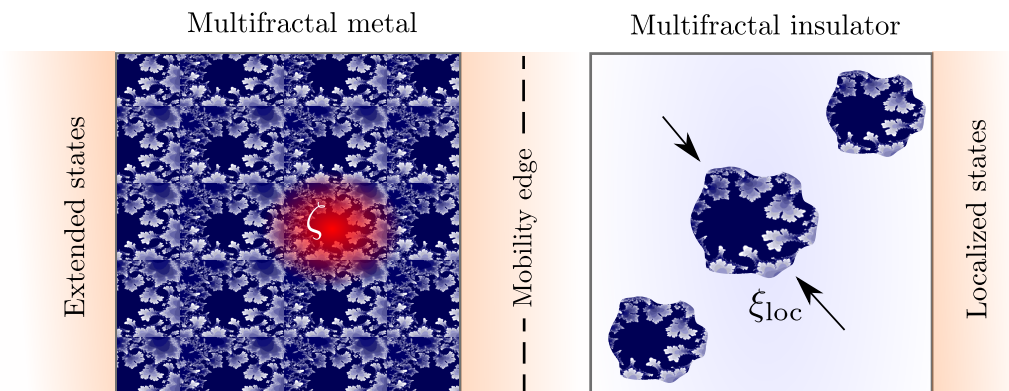 Multifractal metal
Multifractal insulator
Extended states
ζ
Mobility edge
ξloc
Localized states